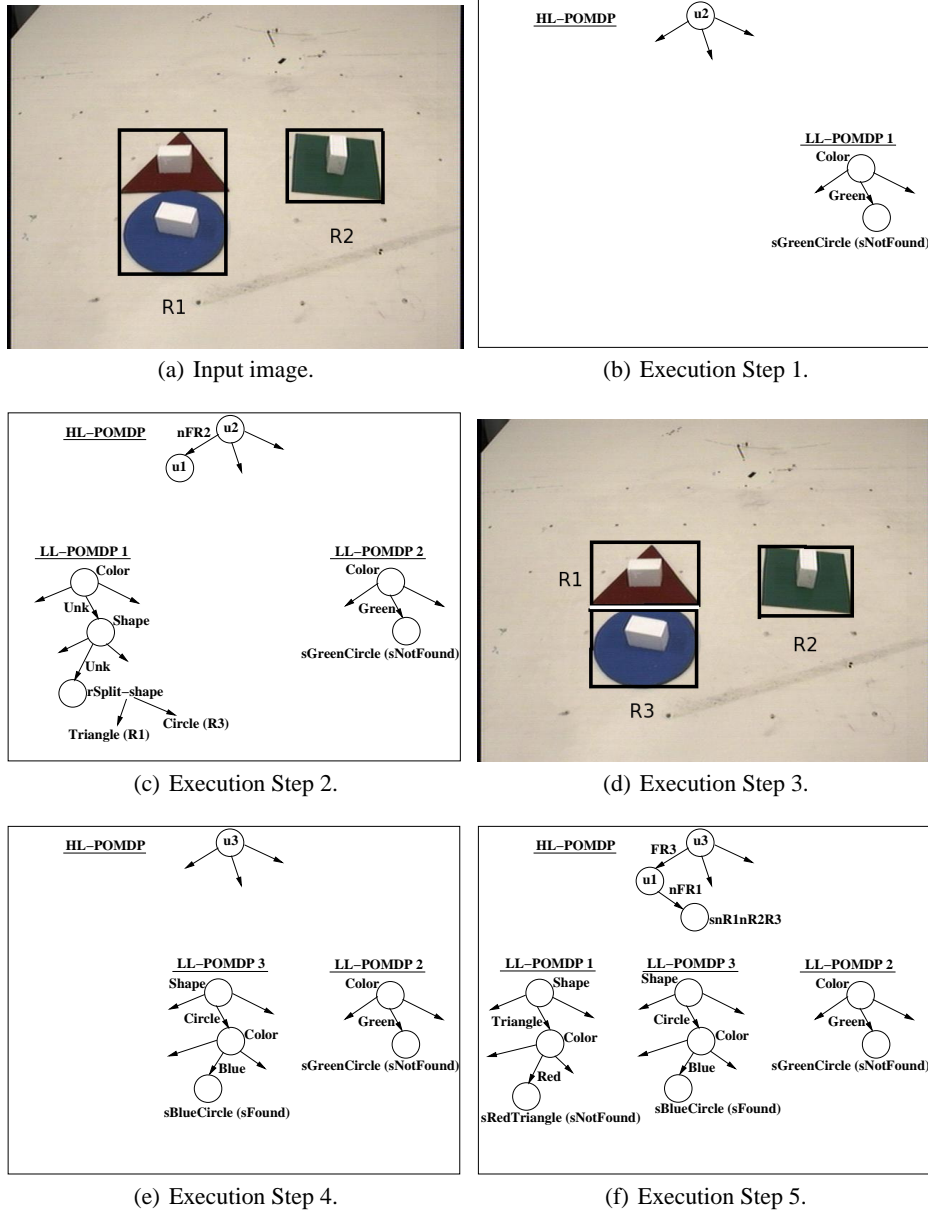 R1
R2
(a) Input image.
HL-POMDP
u2
LL-POMDP 1
Color
Green
sGreenCircle (sNotFound)
(b) Execution Step 1.
HL-POMDP
nFR2
u2
u1
LL-POMDP 1
Color
Unk
Shape
Unk
rSplit-shape
Triangle (R1)
Circle (R3)
LL-POMDP 2
Color
Green
sGreenCircle (sNotFound)
(c) Execution Step 2.
R1
R2
R3
(d) Execution Step 3.
HL-POMDP
u3
LL-POMDP 3
Shape
Circle
Color
Blue
sBlueCircle (sFound)
LL-POMDP 2
Color
Green
sGreenCircle (sNotFound)
(e) Execution Step 4.
HL-POMDP
u3
FR3
u1
nFR1
snR1nR2R3
LL-POMDP 1
Shape
Triangle
Color
Red
sRedTriangle (sNotFound)
LL-POMDP 3
Shape
Circle
Color
Blue
sBlueCircle (sFound)
LL-POMDP 2
Color
Green
sGreenCircle (sNotFound)
(f) Execution Step 5.